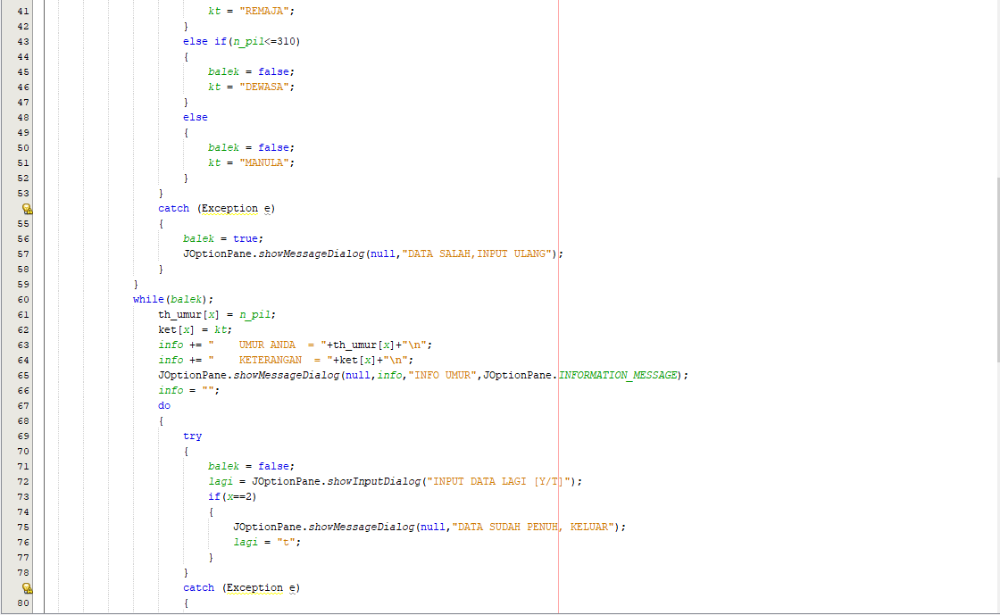 41 kt = "REMAJA";
42 }
43 else if(n_pil<=310)
44 {
45 balek = false;
46 kt = "DEWASA";
47 }
48 else
49 {
50 balek = false;
51 kt = "MANULA";
52 }
53 }
catch (Exception e)
55 {
56 balek = true;
57 JOptionPane.showMessageDialog(null,"DATA SALAH,INPUT ULANG");
58 }
59 }
60 while(balek);
61 th_umur[x] = n_pil;
62 ket[x] = kt;
63 info += "    UMUR ANDA  = "+th_umur[x]+"\n";
64 info += "    KETERANGAN  = "+ket[x]+"\n";
65 JOptionPane.showMessageDialog(null,info,"INFO UMUR",JOptionPane.INFORMATION_MESSAGE);
66 info = "";
67 do
68 {
69 try
70 {
71 balek = false;
72 lagi = JOptionPane.showInputDialog("INPUT DATA LAGI [Y/T]");
73 if(x==2)
74 {
75 JOptionPane.showMessageDialog(null,"DATA SUDAH PENUH, KELUAR");
76 lagi = "t";
77 }
78 }
catch (Exception e)
80 {